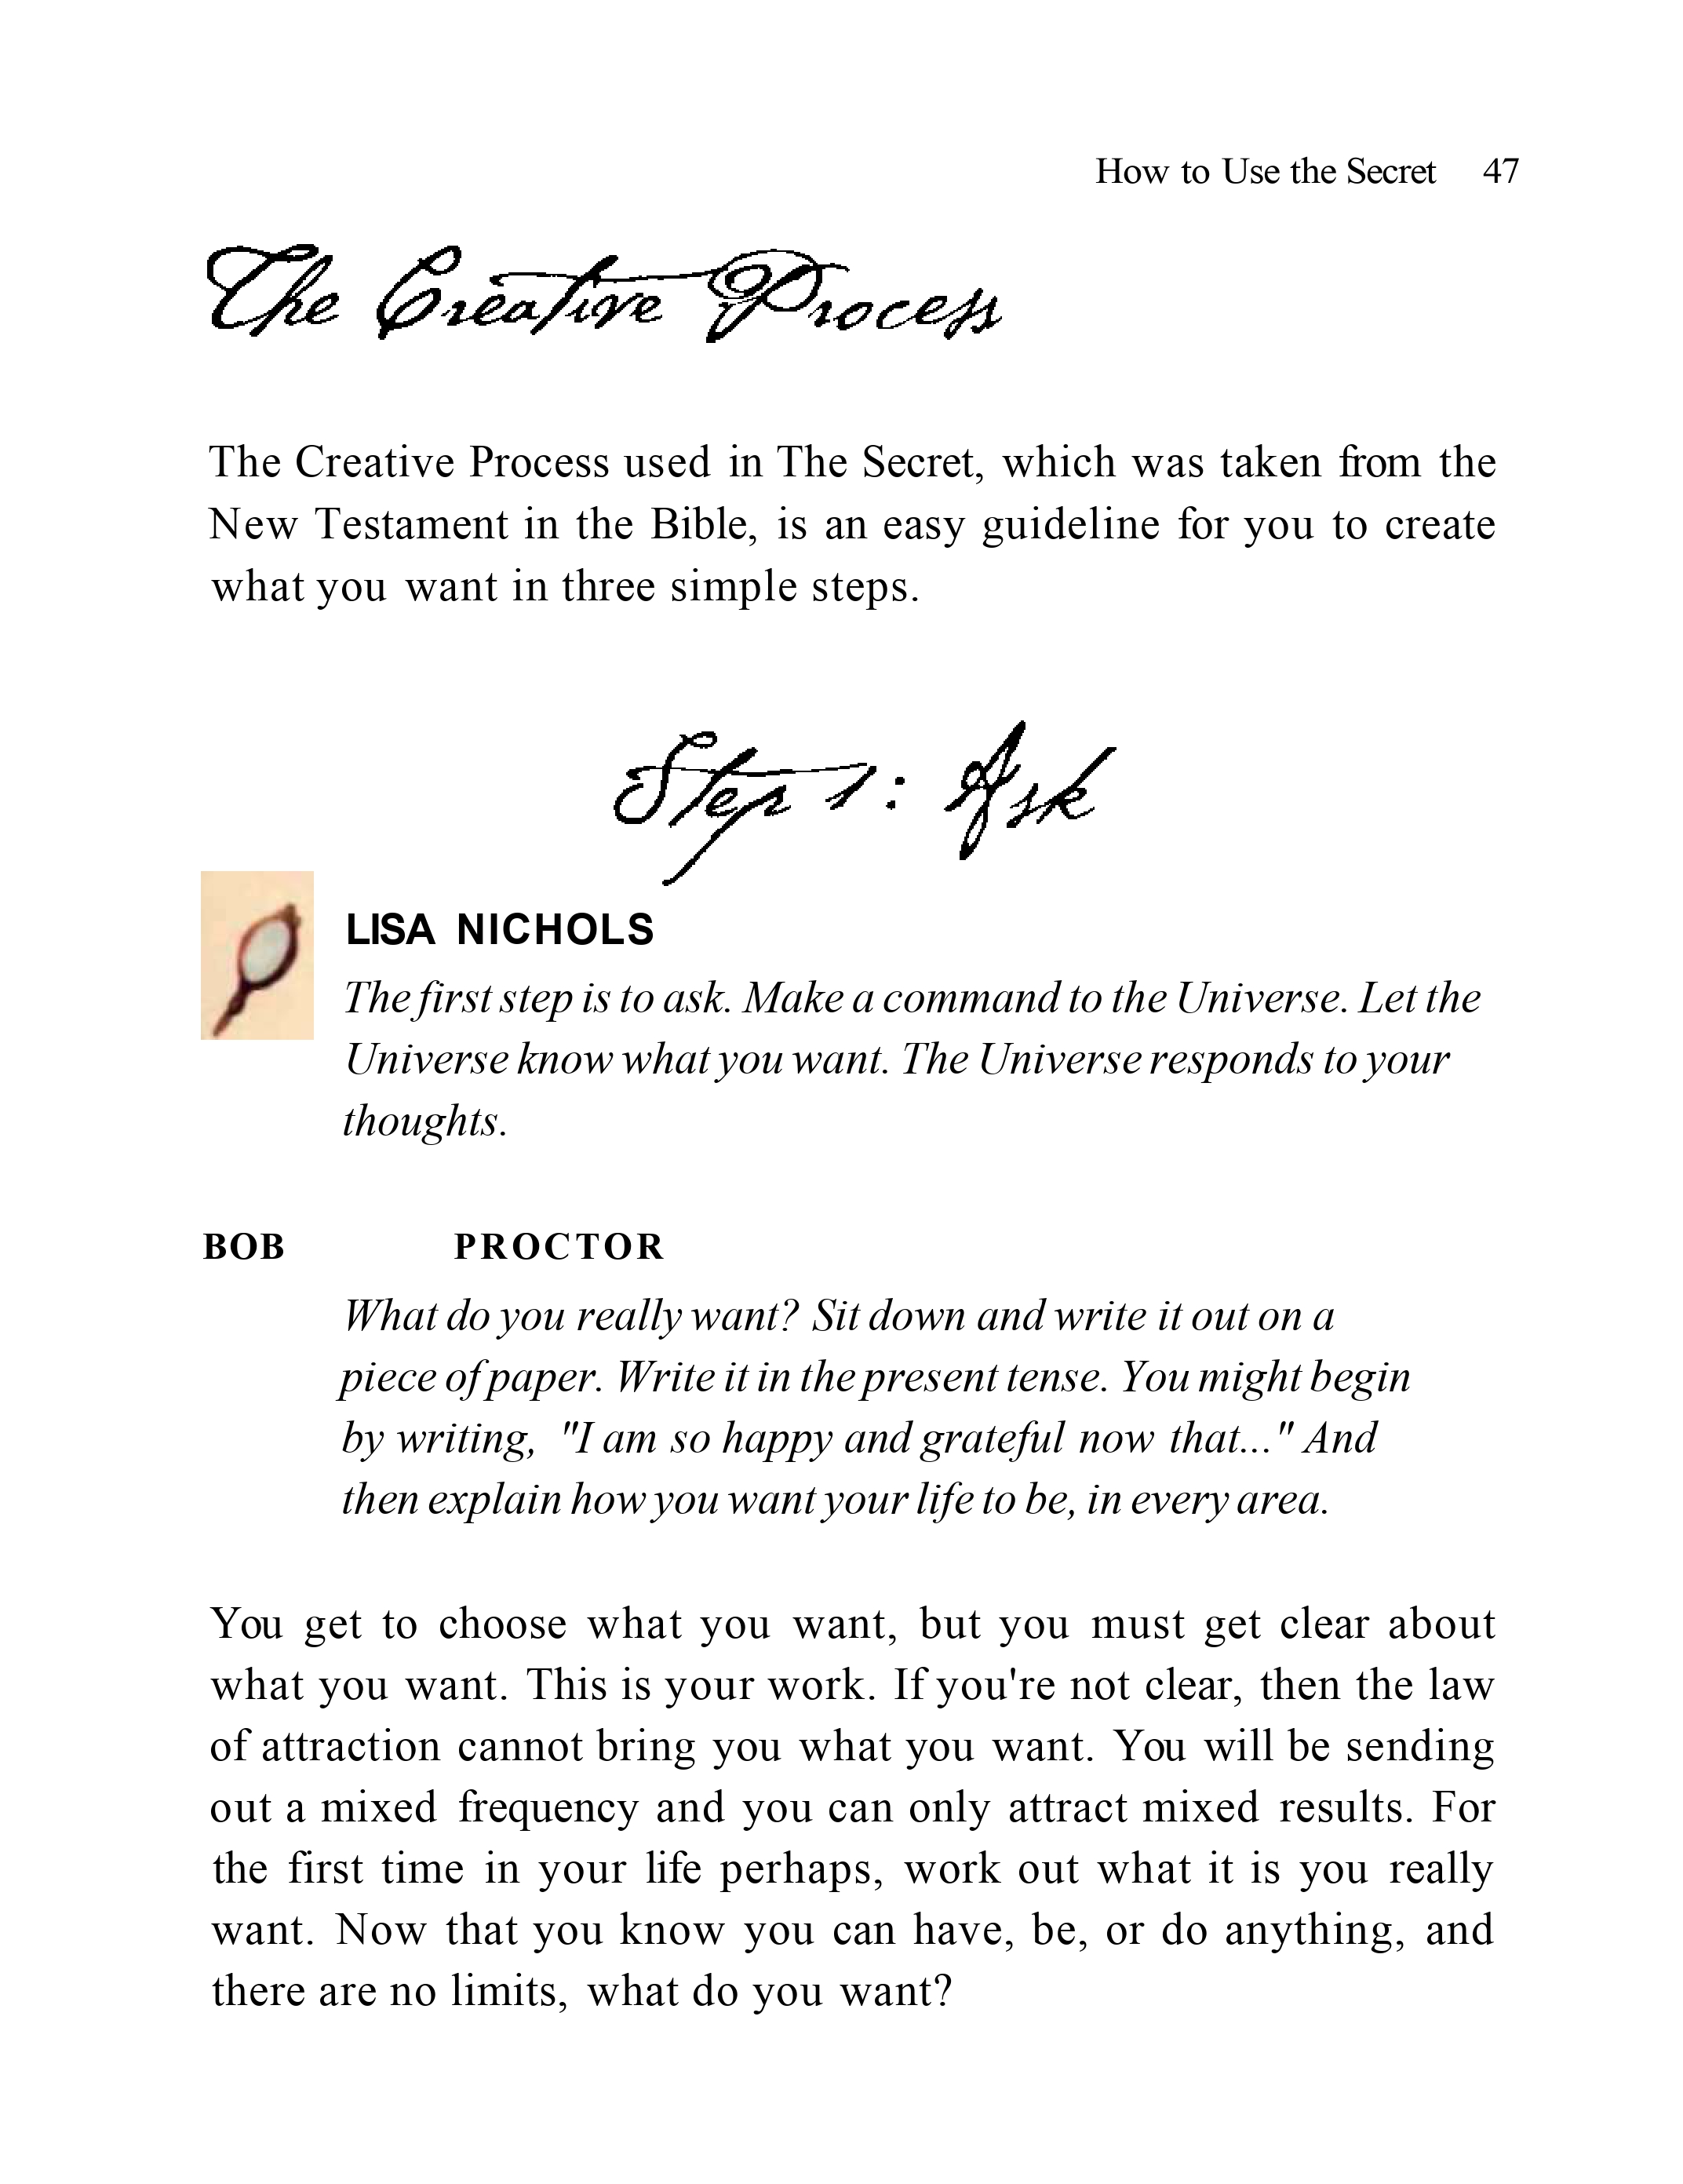 How to Use the Secret 47
The Creative Process
The Creative Process used in The Secret, which was taken from the
New Testament in the Bible, is an easy guideline for you to create
what you want in three simple steps.
Step 1: Ask
LISA NICHOLS
The first step is to ask. Make a command to the Universe. Let the
Universe know what you want. The Universe responds to your
thoughts.
BOB PROCTOR
What do you really want? Sit down and write it out on a
piece of paper. Write it in the present tense. You might begin
by writing, "I am so happy and grateful now that..." And
then explain how you want your life to be, in every area.
You get to choose what you want, but you must get clear about
what you want. This is your work. If you're not clear, then the law
of attraction cannot bring you what you want. You will be sending
out a mixed frequency and you can only attract mixed results. For
the first time in your life perhaps, work out what it is you really
want. Now that you know you can have, be, or do anything, and
there are no limits, what do you want?